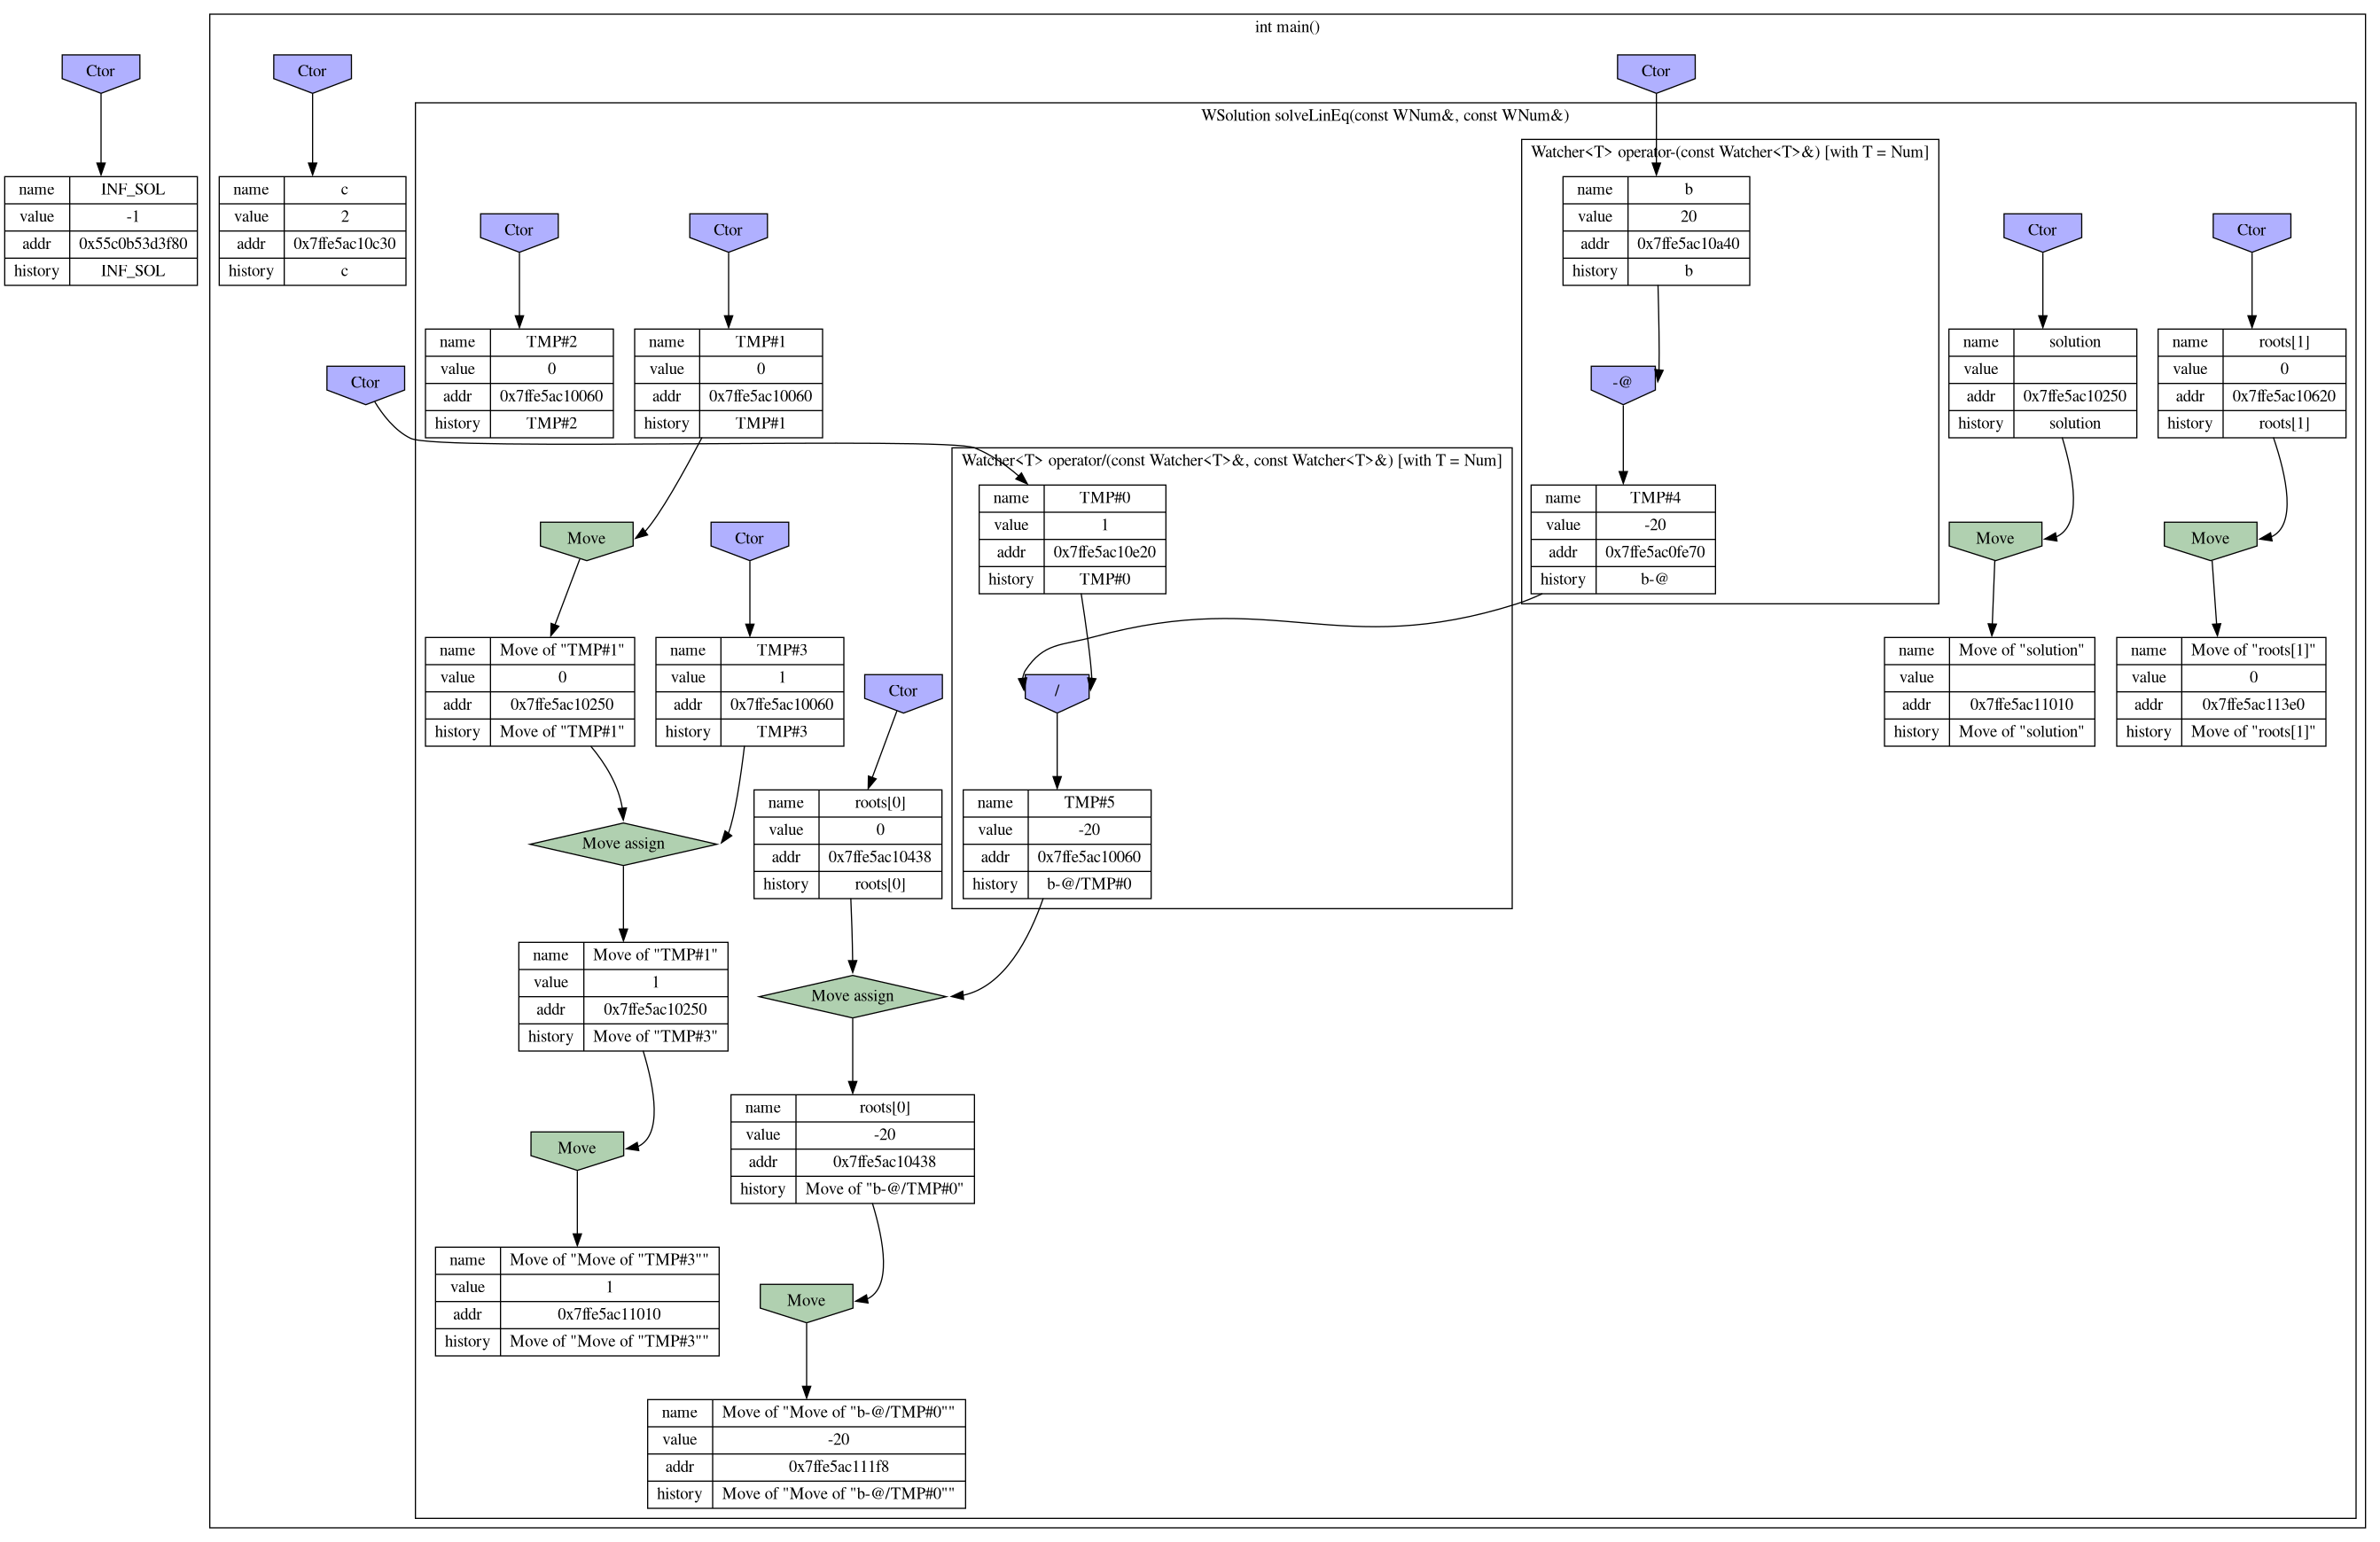 int main()
Ctor
Ctor
Ctor
WSolution solveLinEq(const WNum&, const WNum&)
Watcher<T> operator-(const Watcher<T>&) [with T = Num]
name INF_SOL
value -1
addr 0x55c0b53d3f80
history INF_SOL
name c
value 2
addr 0x7ffe5ac10c30
history c
name b
value 20
addr 0x7ffe5ac10a40
history b
Ctor
Ctor
Ctor
Ctor
name TMP#2
value 0
addr 0x7ffe5ac10060
history TMP#2
name TMP#1
value 0
addr 0x7ffe5ac10060
history TMP#1
name solution
value
addr 0x7ffe5ac10250
history solution
name roots[1]
value 0
addr 0x7ffe5ac10620
history roots[1]
Ctor
-@
Watcher<T> operator/(const Watcher<T>&, const Watcher<T>&) [with T = Num]
name TMP#0
value 1
addr 0x7ffe5ac10e20
history TMP#0
name TMP#4
value -20
addr 0x7ffe5ac0fe70
history b-@
Move
Ctor
Move
Move
name Move of "TMP#1"
value 0
addr 0x7ffe5ac10250
history Move of "TMP#1"
name TMP#3
value 1
addr 0x7ffe5ac10060
history TMP#3
name Move of "solution"
value
addr 0x7ffe5ac11010
history Move of "solution"
name Move of "roots[1]"
value 0
addr 0x7ffe5ac113e0
history Move of "roots[1]"
Ctor
/
name roots[0]
value 0
addr 0x7ffe5ac10438
history roots[0]
name TMP#5
value -20
addr 0x7ffe5ac10060
history b-@/TMP#0
Move assign
name Move of "TMP#1"
value 1
addr 0x7ffe5ac10250
history Move of "TMP#3"
Move assign
name roots[0]
value -20
addr 0x7ffe5ac10438
history Move of "b-@/TMP#0"
Move
name Move of "Move of "TMP#3""
value 1
addr 0x7ffe5ac11010
history Move of "Move of "TMP#3""
Move
name Move of "Move of "b-@/TMP#0""
value -20
addr 0x7ffe5ac111f8
history Move of "Move of "b-@/TMP#0""